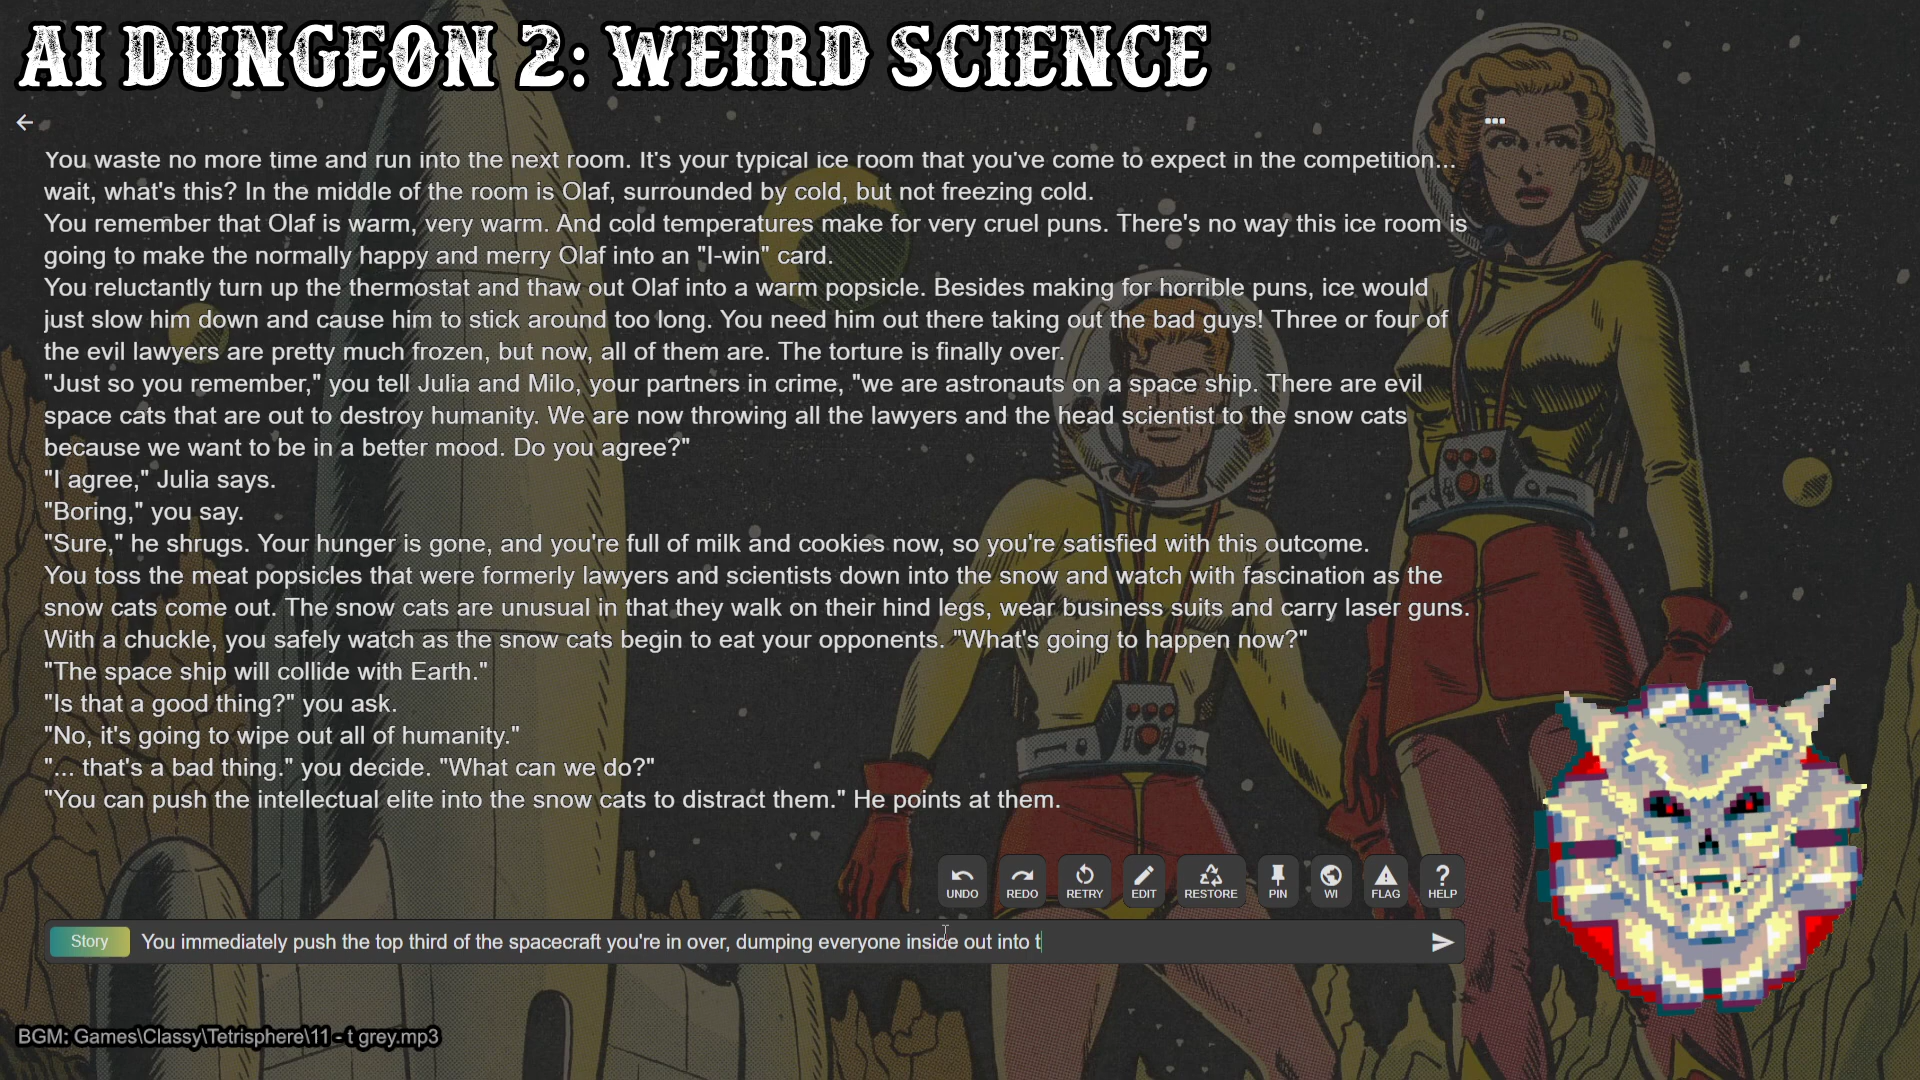 AI DUNGEON 2: WEIRD SCIENCE
You waste no more time and run into the next room. It's your typical ice room that you've come to expect in the competition...
wait, what's this? In the middle of the room is Olaf, surrounded by cold, but not freezing cold.
You remember that Olaf is warm, very warm. And cold temperatures make for very cruel puns. There's no way this ice room is
going to make the normally happy and merry Olaf into an "I-win" card.
You reluctantly turn up the thermostat and thaw out Olaf into a warm popsicle. Besides making for horrible puns, ice would
just slow him down and cause him to stick around too long. You need him out there taking out the bad guys! Three or four of
the evil lawyers are pretty much frozen, but now, all of them are. The torture is finally over.
"Just so you remember," you tell Julia and Milo, your partners in crime, "we are astronauts on a space ship. There are evil
space cats that are out to destroy humanity. We are now throwing all the lawyers and the head scientist to the snow cats
because we want to be in a better mood. Do you agree?"
"I agree," Julia says.
"Boring," you say.
"Sure," he shrugs. Your hunger is gone, and you're full of milk and cookies now, so you're satisfied with this outcome.
You toss the meat popsicles that were formerly lawyers and scientists down into the snow and watch with fascination as the
snow cats come out. The snow cats are unusual in that they walk on their hind legs, wear business suits and carry laser guns.
With a chuckle, you safely watch as the snow cats begin to eat your opponents. "What's going to happen now?"
"The space ship will collide with Earth."
"Is that a good thing?" you ask.
"No, it's going to wipe out all of humanity."
"... that's a bad thing." you decide. "What can we do?"
"You can push the intellectual elite into the snow cats to distract them." He points at them.
UNDO REDO RETRY EDIT RESTORE PIN WI FLAG HELP
Story You immediately push the top third of the spacecraft you're in over, dumping everyone inside out into t
BGM: Games\Classy\Tetrisphere\11 - t grey.mp3